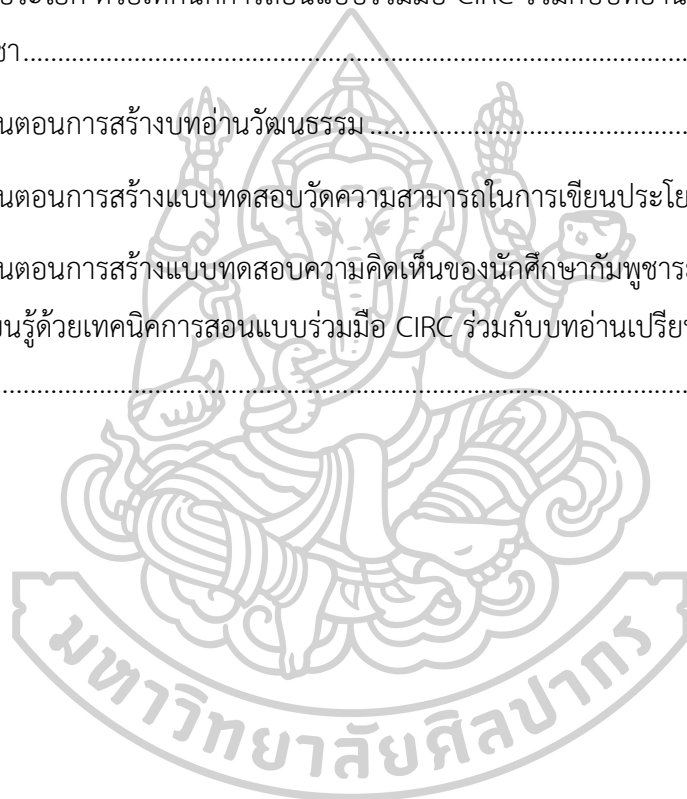 ประโยค ด้วยเทคนิคการสอนแบบร่วมมือ CIRC ร่วมกับบทอ่าน
ชา
นตอนการสร้างบทอ่านวัฒนธรรม
นตอนการสร้างแบบทดสอบวัดความสามารถในการเขียนประโย
นตอนการสร้างแบบทดสอบความคิดเห็นของนักศึกษากัมพูชาระ
ยนรู้ด้วยเทคนิคการสอนแบบร่วมมือ CIRC ร่วมกับบทอ่านเปรีย
มหาวิทยาลัยศิลปากร